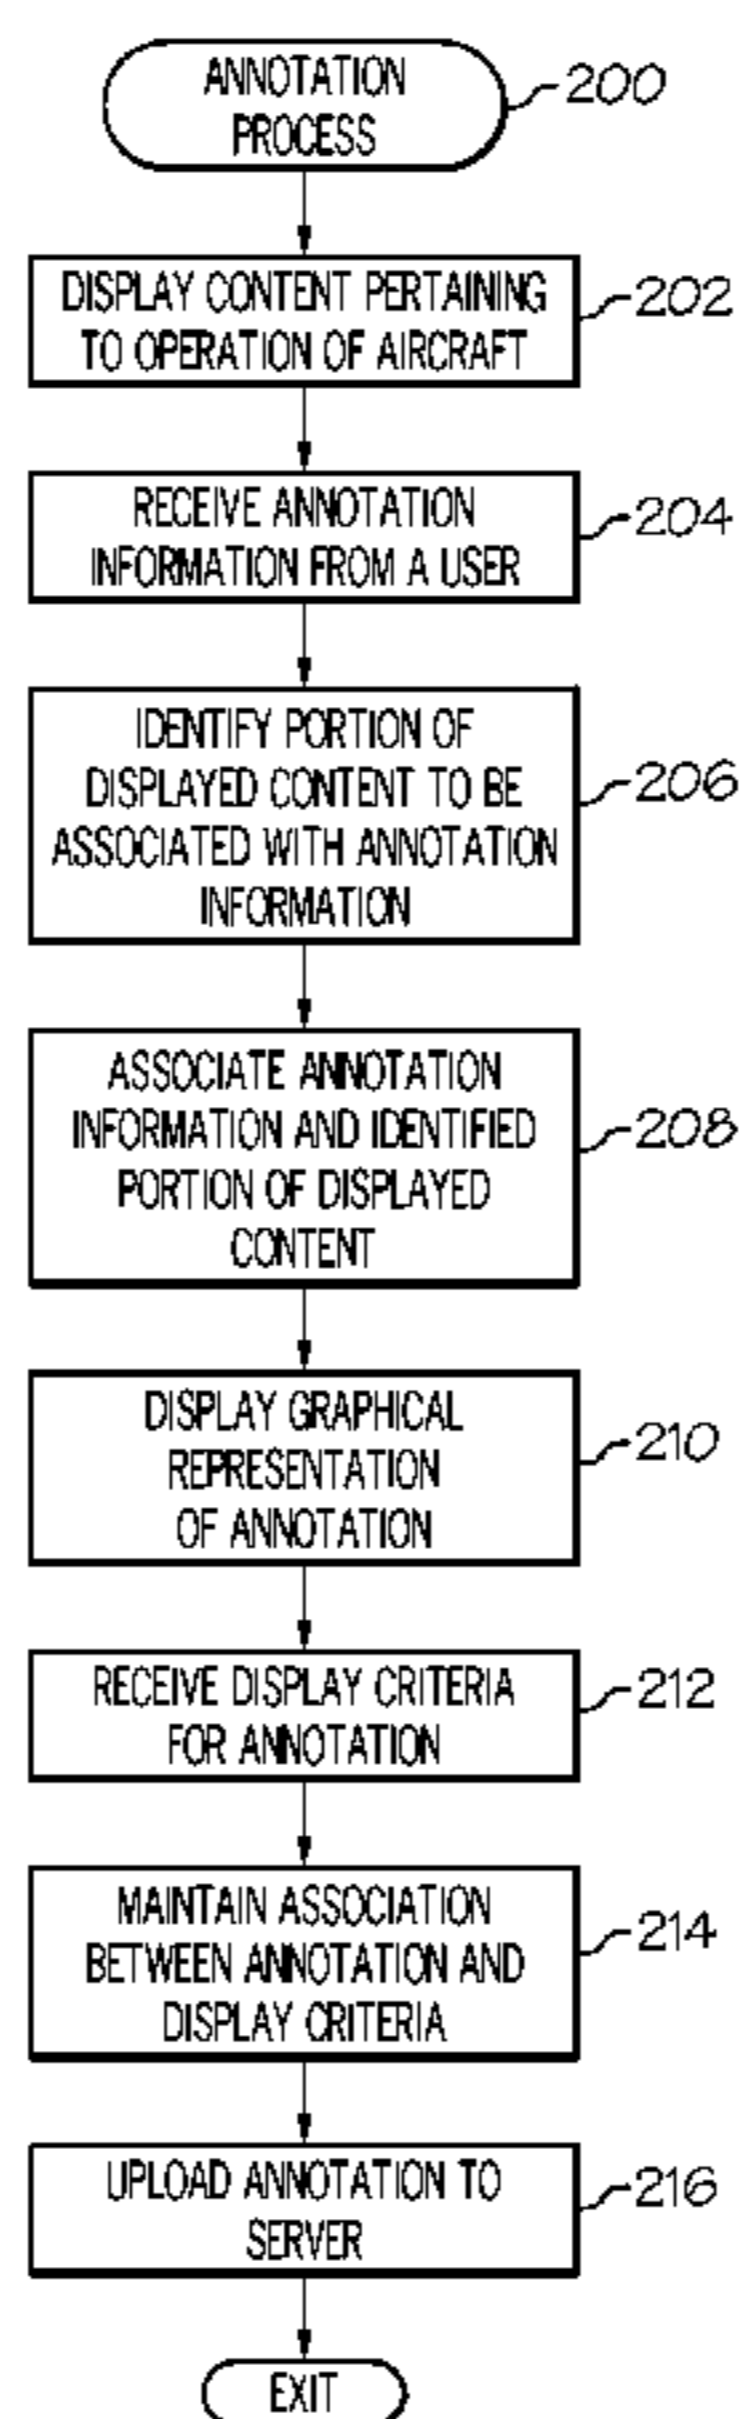 ANNOTATION
PROCESS
200
DISPLAY CONTENT PERTAINING
TO OPERATION OF AIRCRAFT
202
RECEIVE ANNOTATION
INFORMATION FROM A USER
204
IDENTIFY PORTION OF
DISPLAYED CONTENT TO BE
ASSOCIATED WITH ANNOTATION
INFORMATION
206
ASSOCIATE ANNOTATION
INFORMATION AND IDENTIFIED
PORTION OF DISPLAYED
CONTENT
208
DISPLAY GRAPHICAL
REPRESENTATION
OF ANNOTATION
210
RECEIVE DISPLAY CRITERIA
FOR ANNOTATION
212
MAINTAIN ASSOCIATION
BETWEEN ANNOTATION AND
DISPLAY CRITERIA
214
UPLOAD ANNOTATION TO
SERVER
216
EXIT